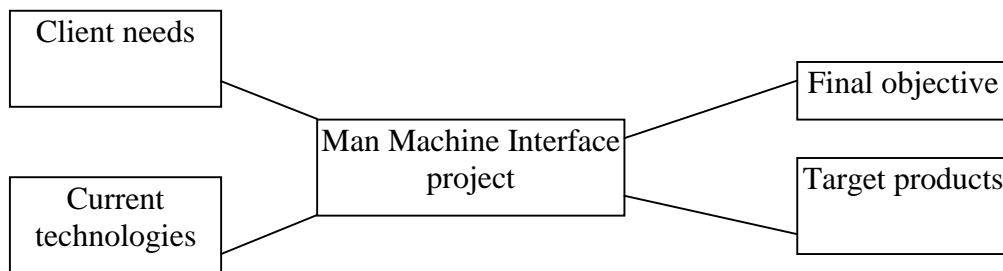 Client needs
Current
technologies
Man Machine Interface
project
Final objective
Target products